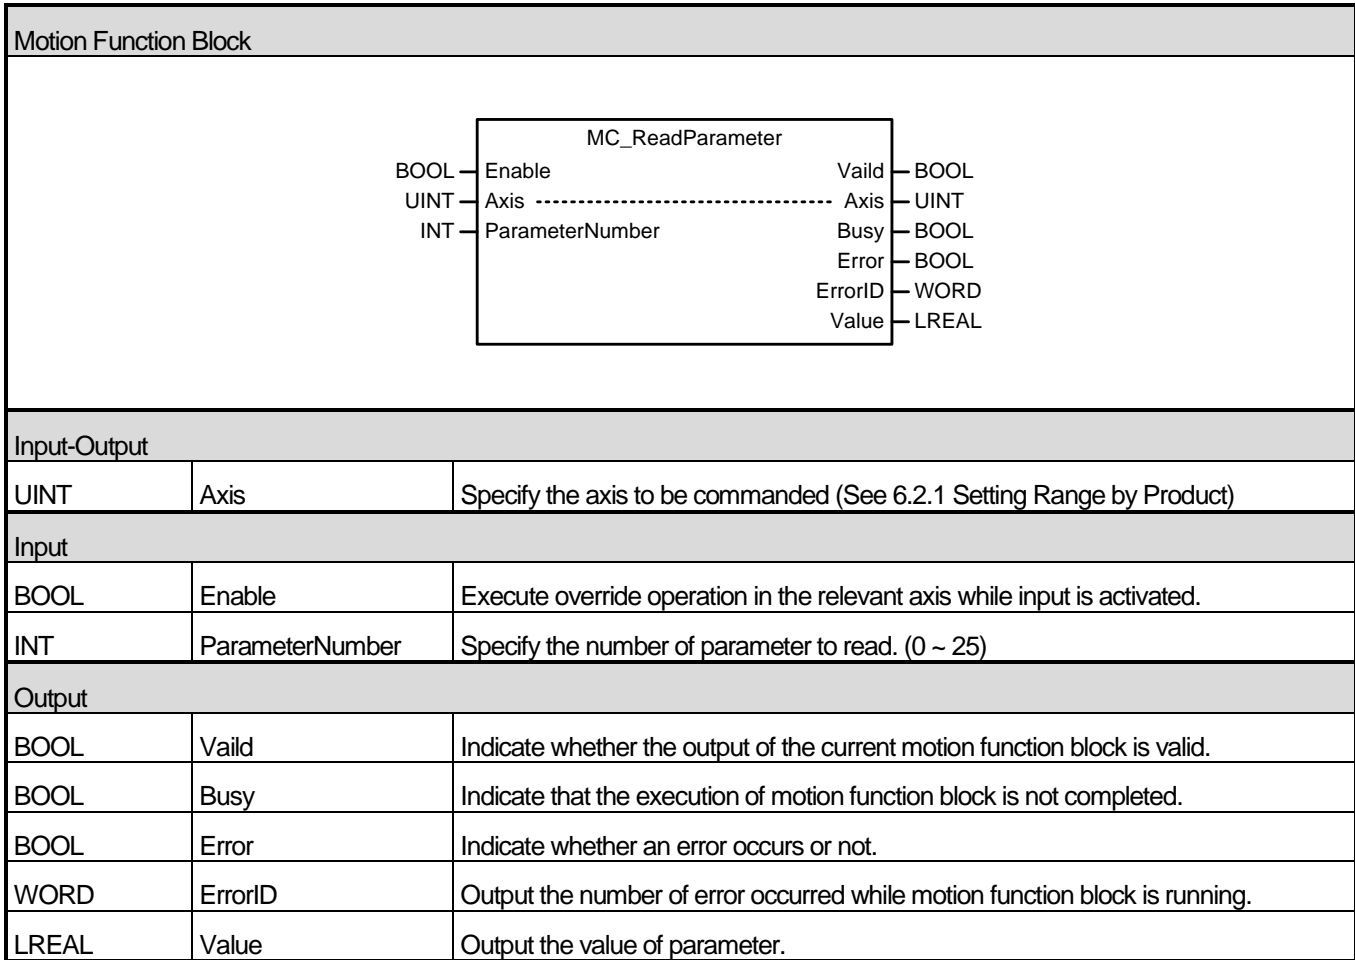 Motion Function Block
MC_ReadParameter
BOOL Enable Vaild BOOL
UINT Axis Axis UINT
INT ParameterNumber Busy BOOL
Error BOOL
ErrorID WORD
Value LREAL
Input-Output
UINT Axis Specify the axis to be commanded (See 6.2.1 Setting Range by Product)
Input
BOOL Enable Execute override operation in the relevant axis while input is activated.
INT ParameterNumber Specify the number of parameter to read. (0 ~ 25)
Output
BOOL Vaild Indicate whether the output of the current motion function block is valid.
BOOL Busy Indicate that the execution of motion function block is not completed.
BOOL Error Indicate whether an error occurs or not.
WORD ErrorID Output the number of error occurred while motion function block is running.
LREAL Value Output the value of parameter.